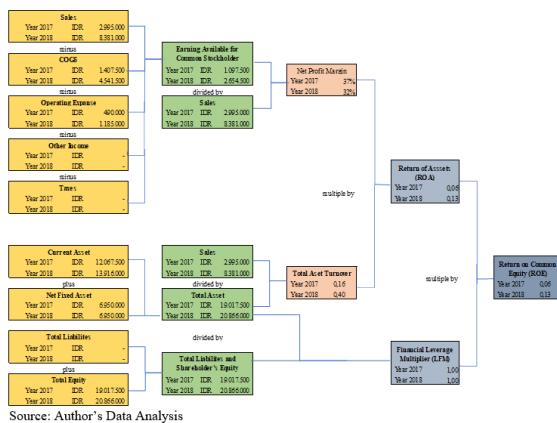 Sales
Year 2017 IDR 2.995.000
Year 2018 IDR 8.381.000
minus
COGS
Year 2017 IDR 1.407.500
Year 2018 IDR 4.541.500
minus
Operating Expense
Year 2017 IDR 490.000
Year 2018 IDR 1.185.000
minus
Other Income
Year 2017 IDR -
Year 2018 IDR -
minus
Taxes
Year 2017 IDR -
Year 2018 IDR -
Earning Available for
Common Stockholder
Year 2017 IDR 1.097.500
Year 2018 IDR 2.654.500
divided by
Sales
Year 2017 IDR 2.995.000
Year 2018 IDR 8.381.000
Net Profit Margin
Year 2017 37%
Year 2018 32%
multiple by
Return of Asssets
(ROA)
Year 2017 0,06
Year 2018 0,13
Current Asset
Year 2017 IDR 12.067.500
Year 2018 IDR 13.916.000
plus
Net Fixed Asset
Year 2017 IDR 6.950.000
Year 2018 IDR 6.950.000
Sales
Year 2017 IDR 2.995.000
Year 2018 IDR 8.381.000
divided by
Total Asset
Year 2017 IDR 19.017.500
Year 2018 IDR 20.866.000
Total Aset Turnover
Year 2017 0,16
Year 2018 0,40
multiple by
Return on Common
Equity (ROE)
Year 2017 0,06
Year 2018 0,13
divided by
Total Liabilites
Year 2017 IDR -
Year 2018 IDR -
plus
Total Equity
Year 2017 IDR 19.017.500
Year 2018 IDR 20.866.000
Total Liabilites and
Shareholder's Equity
Year 2017 IDR 19.017.500
Year 2018 IDR 20.866.000
Financial Leverage
Multiplier (LFM)
Year 2017 1,00
Year 2018 1,00
Source: Author's Data Analysis